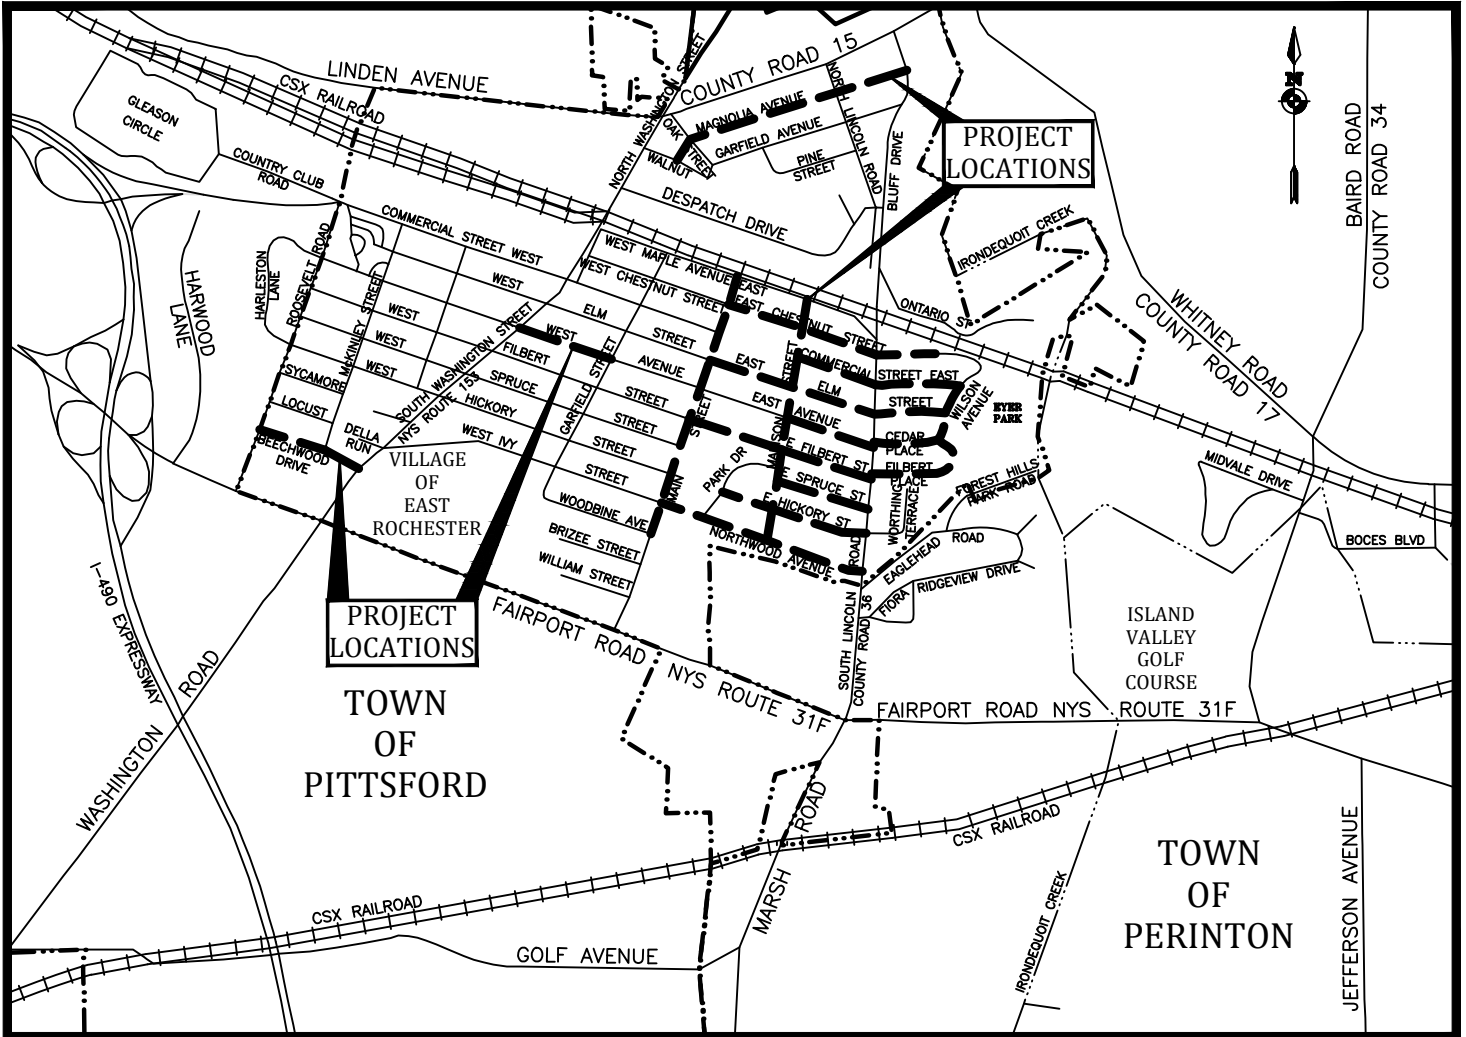 LINDEN AVENUE
CSX RAILROAD
GLEASON
CIRCLE
COUNTRY CLUB
ROAD
NORTH WASHINGTON STREET
COUNTY ROAD 15
MAGNOLIA AVENUE
OAK STREET
GARFIELD AVENUE
WALNUT
PINE
STREET
NORTH LINCOLN ROAD
BLUFF DRIVE
DESPATCH DRIVE
PROJECT
LOCATIONS
N
BAIRD ROAD
COUNTY ROAD 34
IRONDEQUOIT CREEK
ONTARIO ST
WHITNEY ROAD
COUNTY ROAD 17
HARWOOD
LANE
HARLESTON
LANE
ROOSEVELT ROAD
MAKINLEY STREET
COMMERCIAL STREET WEST
WEST MAPLE AVENUE EAST
WEST CHESTNUT STREET
EAST CHESTNUT STREET
WEST ELM STREET
WEST AVENUE
WEST FILBERT STREET
WEST SPRUCE STREET
WEST HICKORY STREET
WEST IVY STREET
SYCAMORE
LOCUST
BEECHWOOD
DRIVE
DELLA
RUN
SOUTH WASHINGTON STREET
NYS ROUTE 153
GARFIELD STREET
COMMERCIAL STREET EAST
EAST ELM STREET
EAST AVENUE
MAIN STREET
MADISON STREET
WILSON
AVENUE
EYER
PARK
CEDAR
PLACE
E FILBERT ST
FILBERT
PLACE
E SPRUCE ST
E HICKORY ST
PARK DR
NORTHWOOD AVENUE
WORTHING
TERRACE
FOREST HILLS
PARK ROAD
EAGLEHEAD ROAD
FIORA
RIDGEVIEW DRIVE
MIDVALE DRIVE
BOCES BLVD
VILLAGE
OF
EAST
ROCHESTER
WOODBINE AVE
BRIZEE STREET
WILLIAM STREET
SOUTH LINCOLN ROAD
COUNTY ROAD 36
PROJECT
LOCATIONS
I-490 EXPRESSWAY
WASHINGTON ROAD
FAIRPORT ROAD NYS ROUTE 31F
FAIRPORT ROAD NYS ROUTE 31F
ISLAND
VALLEY
GOLF
COURSE
TOWN
OF
PITTSFORD
MARSH ROAD
CSX RAILROAD
CSX RAILROAD
GOLF AVENUE
IRONDEQUOIT CREEK
TOWN
OF
PERINTON
JEFFERSON AVENUE